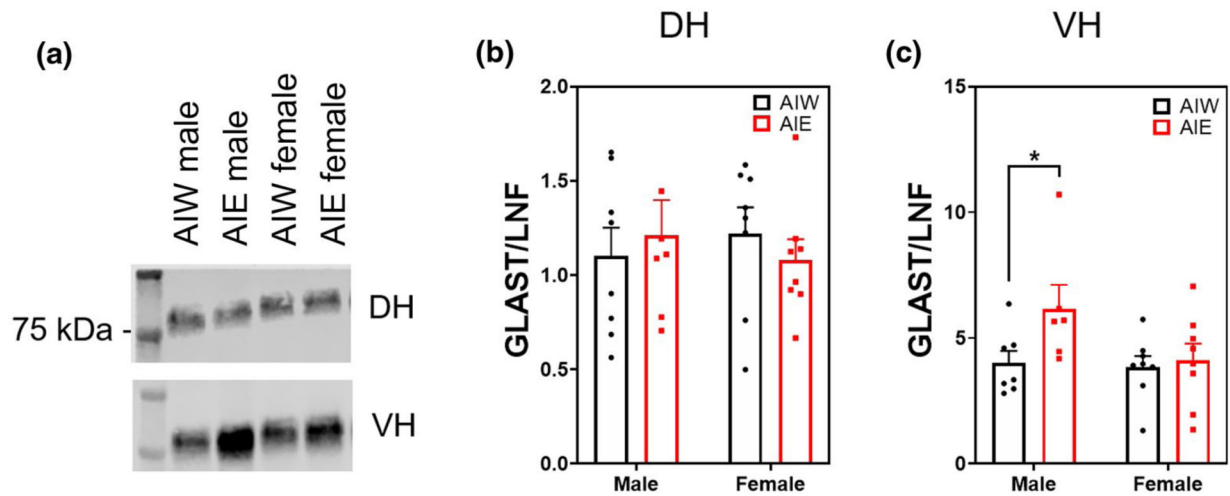 (a)
AIW male
AIE male
AIW female
AIE female
75 kDa -
DH
VH
(b)
DH
GLAST/LNF
2.0
1.5
1.0
0.5
0.0
AIW
AIE
Male
Female
(c)
VH
GLAST/LNF
15
10
5
0
AIW
AIE
*
Male
Female